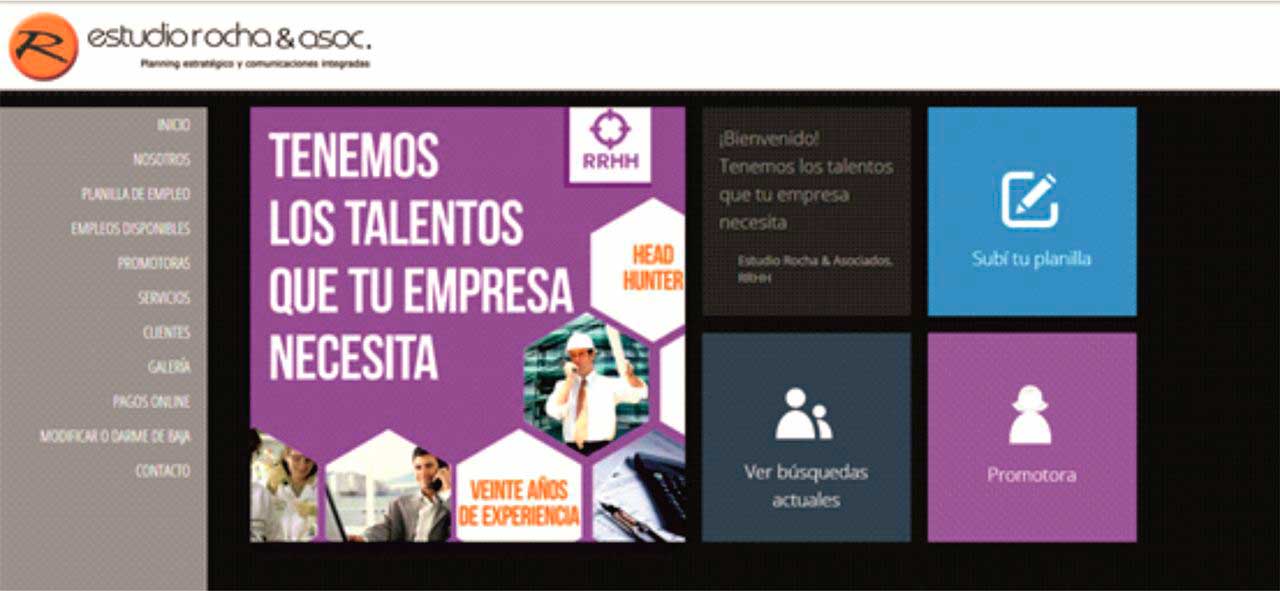 R
estudio rocha & asoc.
Planning estratégico y comunicaciones integradas
INICIO
NOSOTROS
PLANILLA DE EMPLEO
EMPLEOS DISPONIBLES
PROMOTORAS
SERVICIOS
CLIENTES
GALERÍA
PAGOS ONLINE
MODIFICAR O DARME DE BAJA
CONTACTO
TENEMOS
LOS TALENTOS
QUE TU EMPRESA
NECESITA
RRHH
HEAD
HUNTER
VEINTE AÑOS
DE EXPERIENCIA
¡Bienvenido!
Tenemos los talentos
que tu empresa
necesita
Estudio Rocha & Asociados.
RRHH
Subí tu planilla
Ver búsquedas
actuales
Promotora